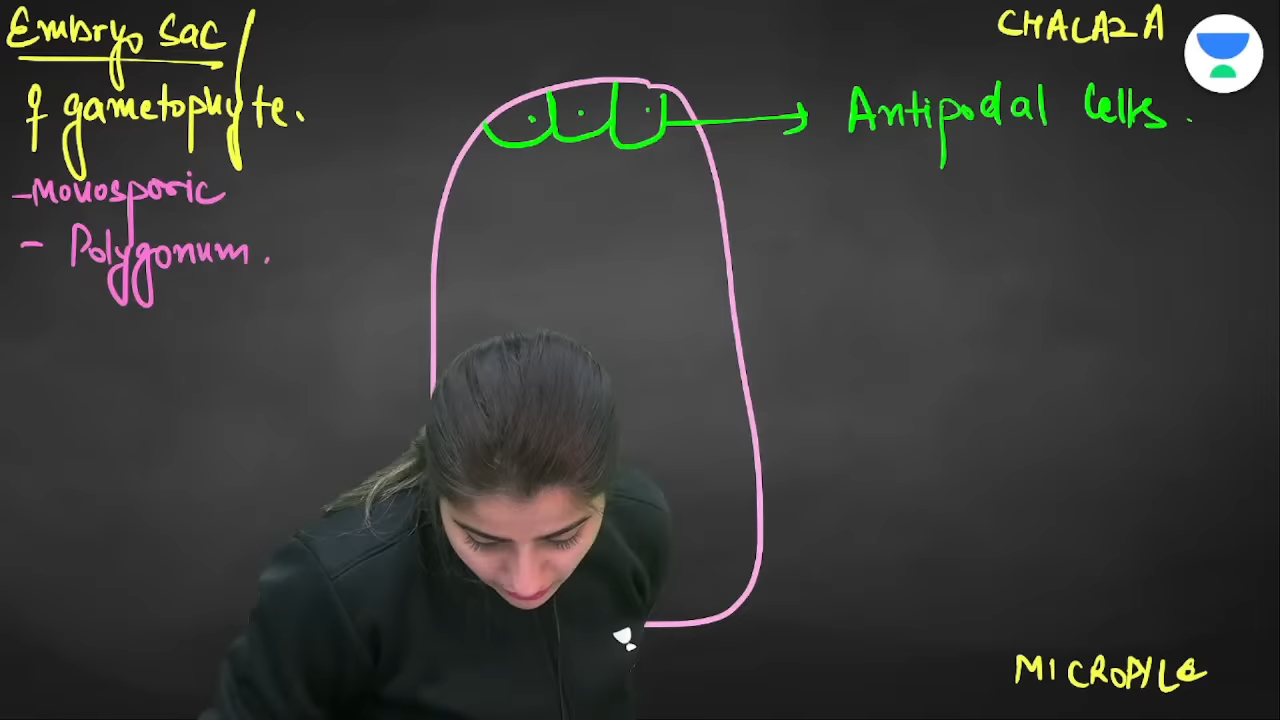 Embryo Sac/
f gametophyte.
- Monosporic
- Polygonum.
CHALAZA
Antipodal Cells.
MICROPYLE